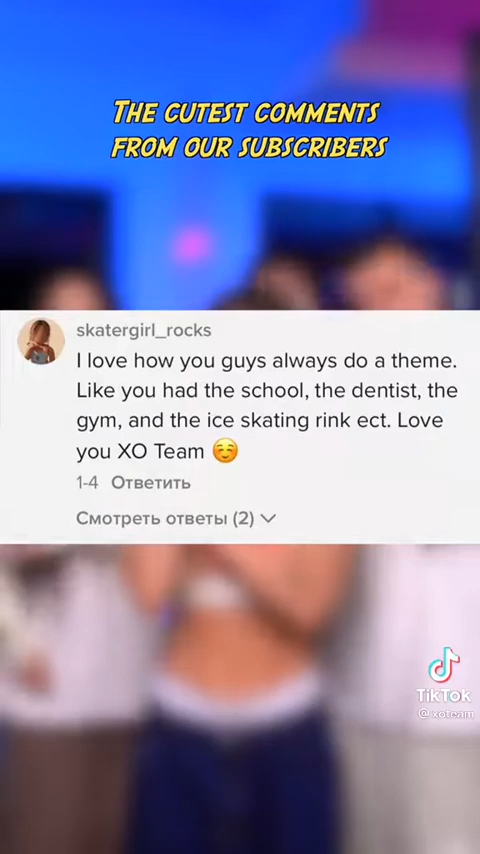 THE CUTEST COMMENTS
FROM OUR SUBSCRIBERS
skatergirl_rocks
I love how you guys always do a theme.
Like you had the school, the dentist, the
gym, and the ice skating rink ect. Love
you XO Team ☺️
1-4 Ответить
Смотреть ответы (2)
TikTok
@xoteam